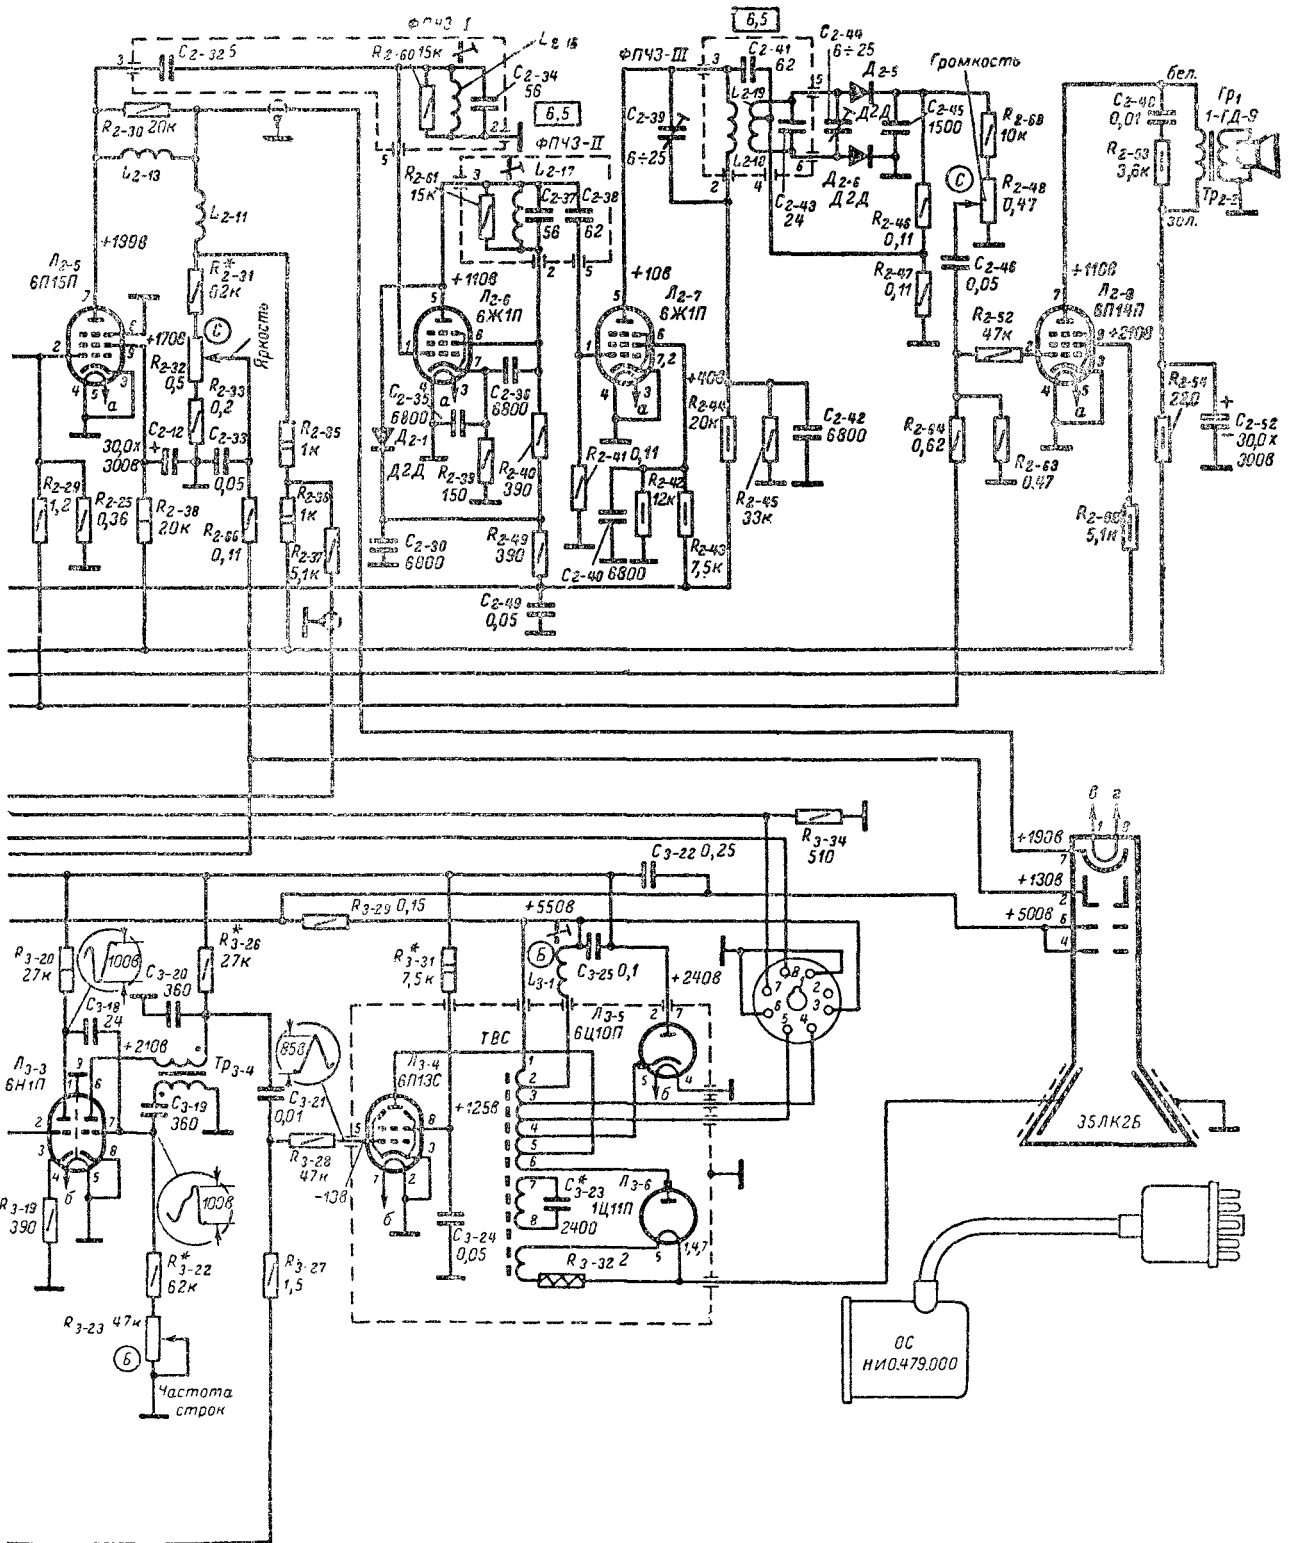 ФПЧЗ I
6,5
C2-32 5
R2-60 15к
C2-34
56
6,5
ФПЧЗ-II
ФПЧЗ-III
C2-41
62
C2-44
6÷25
Д2-5
Громкость
бел.
C2-39
6÷25
L2-19
L2-18
Д2Д
C2-45
1500
R2-68
10к
0,01
Гр1
1-ГД-9
R2-53
3,6к
зол.
R2-30 20к
L2-13
L2-11
R2-61
15к
L2-17
C2-37
56
C2-38
62
Д2-6
Д2Д
C2-43
24
С
R2-48
0,47
R2-46
0,11
R2-47
0,11
C2-46
0,05
+199в
Л2-5
6П15П
R*2-31
82к
+110в
Л2-6
6Ж1П
+10в
Л2-7
6Ж1П
+110в
6П14П
+210в
R2-52
47к
+170в
С
Яркость
R2-32
0,5
R2-33
0,2
C2-12
30,0х
300в
C2-33
0,05
R2-35
1к
R2-36
1к
R2-37
5,1к
C2-35
6800
Д2-1
Д2Д
C2-36
6800
R2-39
150
R2-40
390
R2-41 0,11
R2-42
12к
R2-43
7,5к
+40в
R2-44
20к
R2-45
33к
C2-42
6800
R2-64
0,62
R2-63
0,47
R2-54
220
C2-52
30,0х
300в
R2-29
1,2
R2-25
0,36
R2-38
20к
R2-66
0,11
C2-30
6800
R2-49
390
C2-40 6800
5,1к
C2-49
0,05
в
г
+190в
+130в
+500в
R3-34
510
C3-22 0,25
R3-29 0,15
+550в
R3-20
27к
100в
C3-20
360
R*3-26
27к
R*3-31
7,5к
Б
L3-1
C3-25 0,1
+240в
C3-18
24
+210в
Л3-3
6Н1П
Тр3-4
C3-19
360
85в
C3-21
0,01
Л3-4
6П13С
ТВС
Л3-5
6Ц10П
+125в
R3-28
47к
-13в
C3-24
0,05
C*3-23
2400
Л3-6
1Ц11П
1,4,7
R3-32 2
35ЛК2Б
R3-19
390
100в
R*3-22
62к
R3-27
1,5
R3-23 47к
Б
Частота
строк
ОС
НИО.479.000